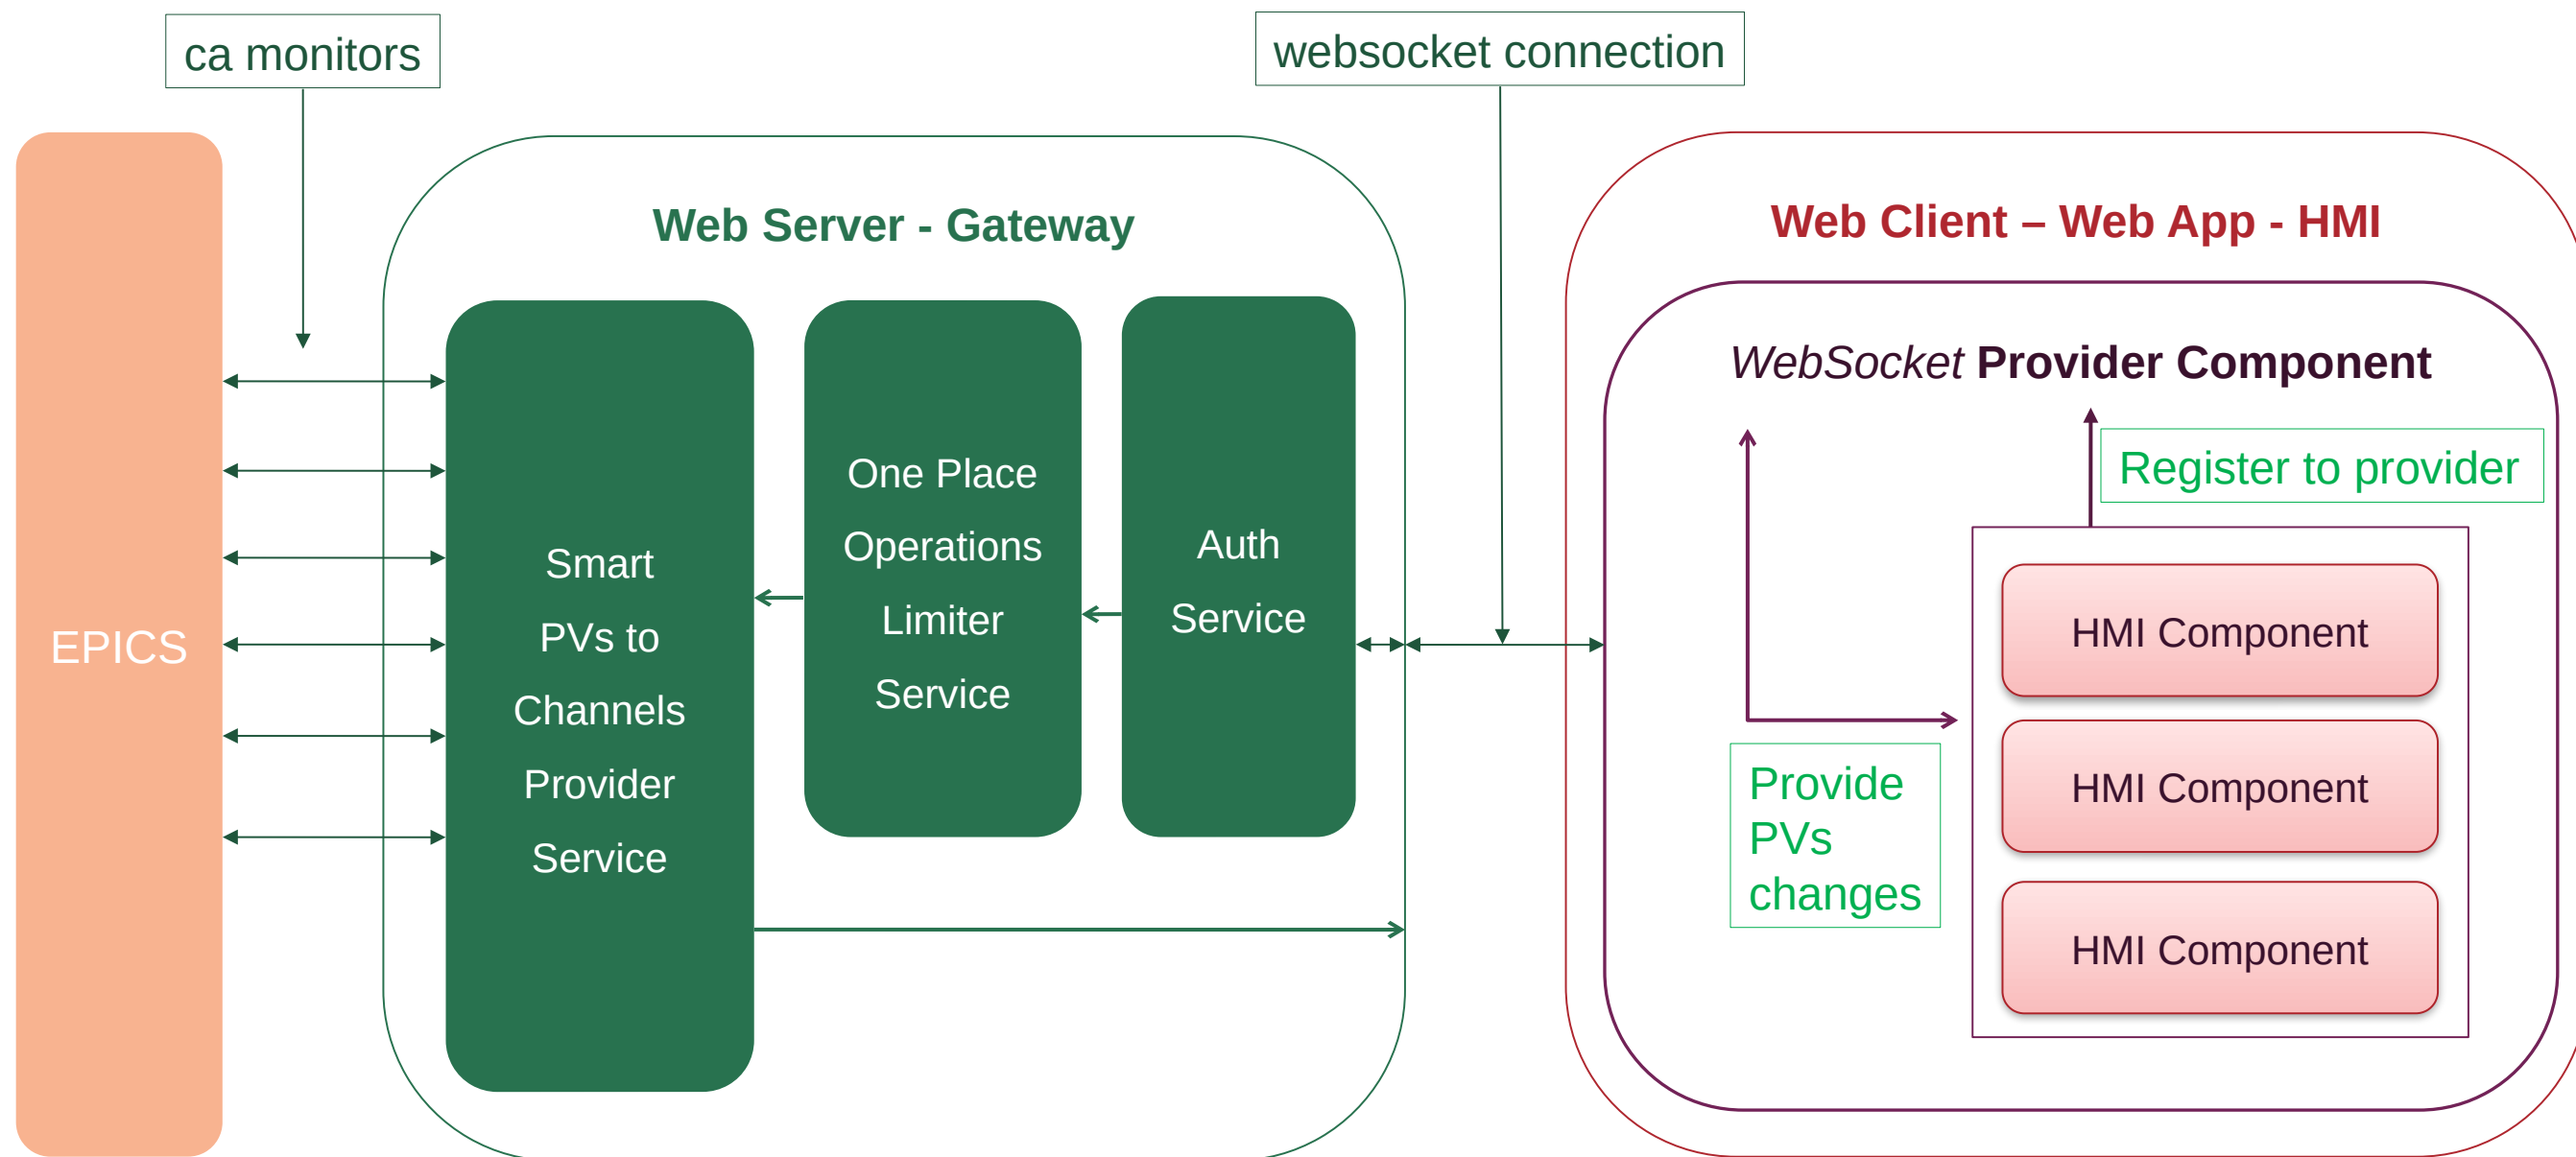 ca monitors
websocket connection
EPICS
Web Server - Gateway
Smart
PVs to
Channels
Provider
Service
One Place
Operations
Limiter
Service
Auth
Service
Web Client – Web App - HMI
WebSocket Provider Component
Register to provider
Provide
PVs
changes
HMI Component
HMI Component
HMI Component